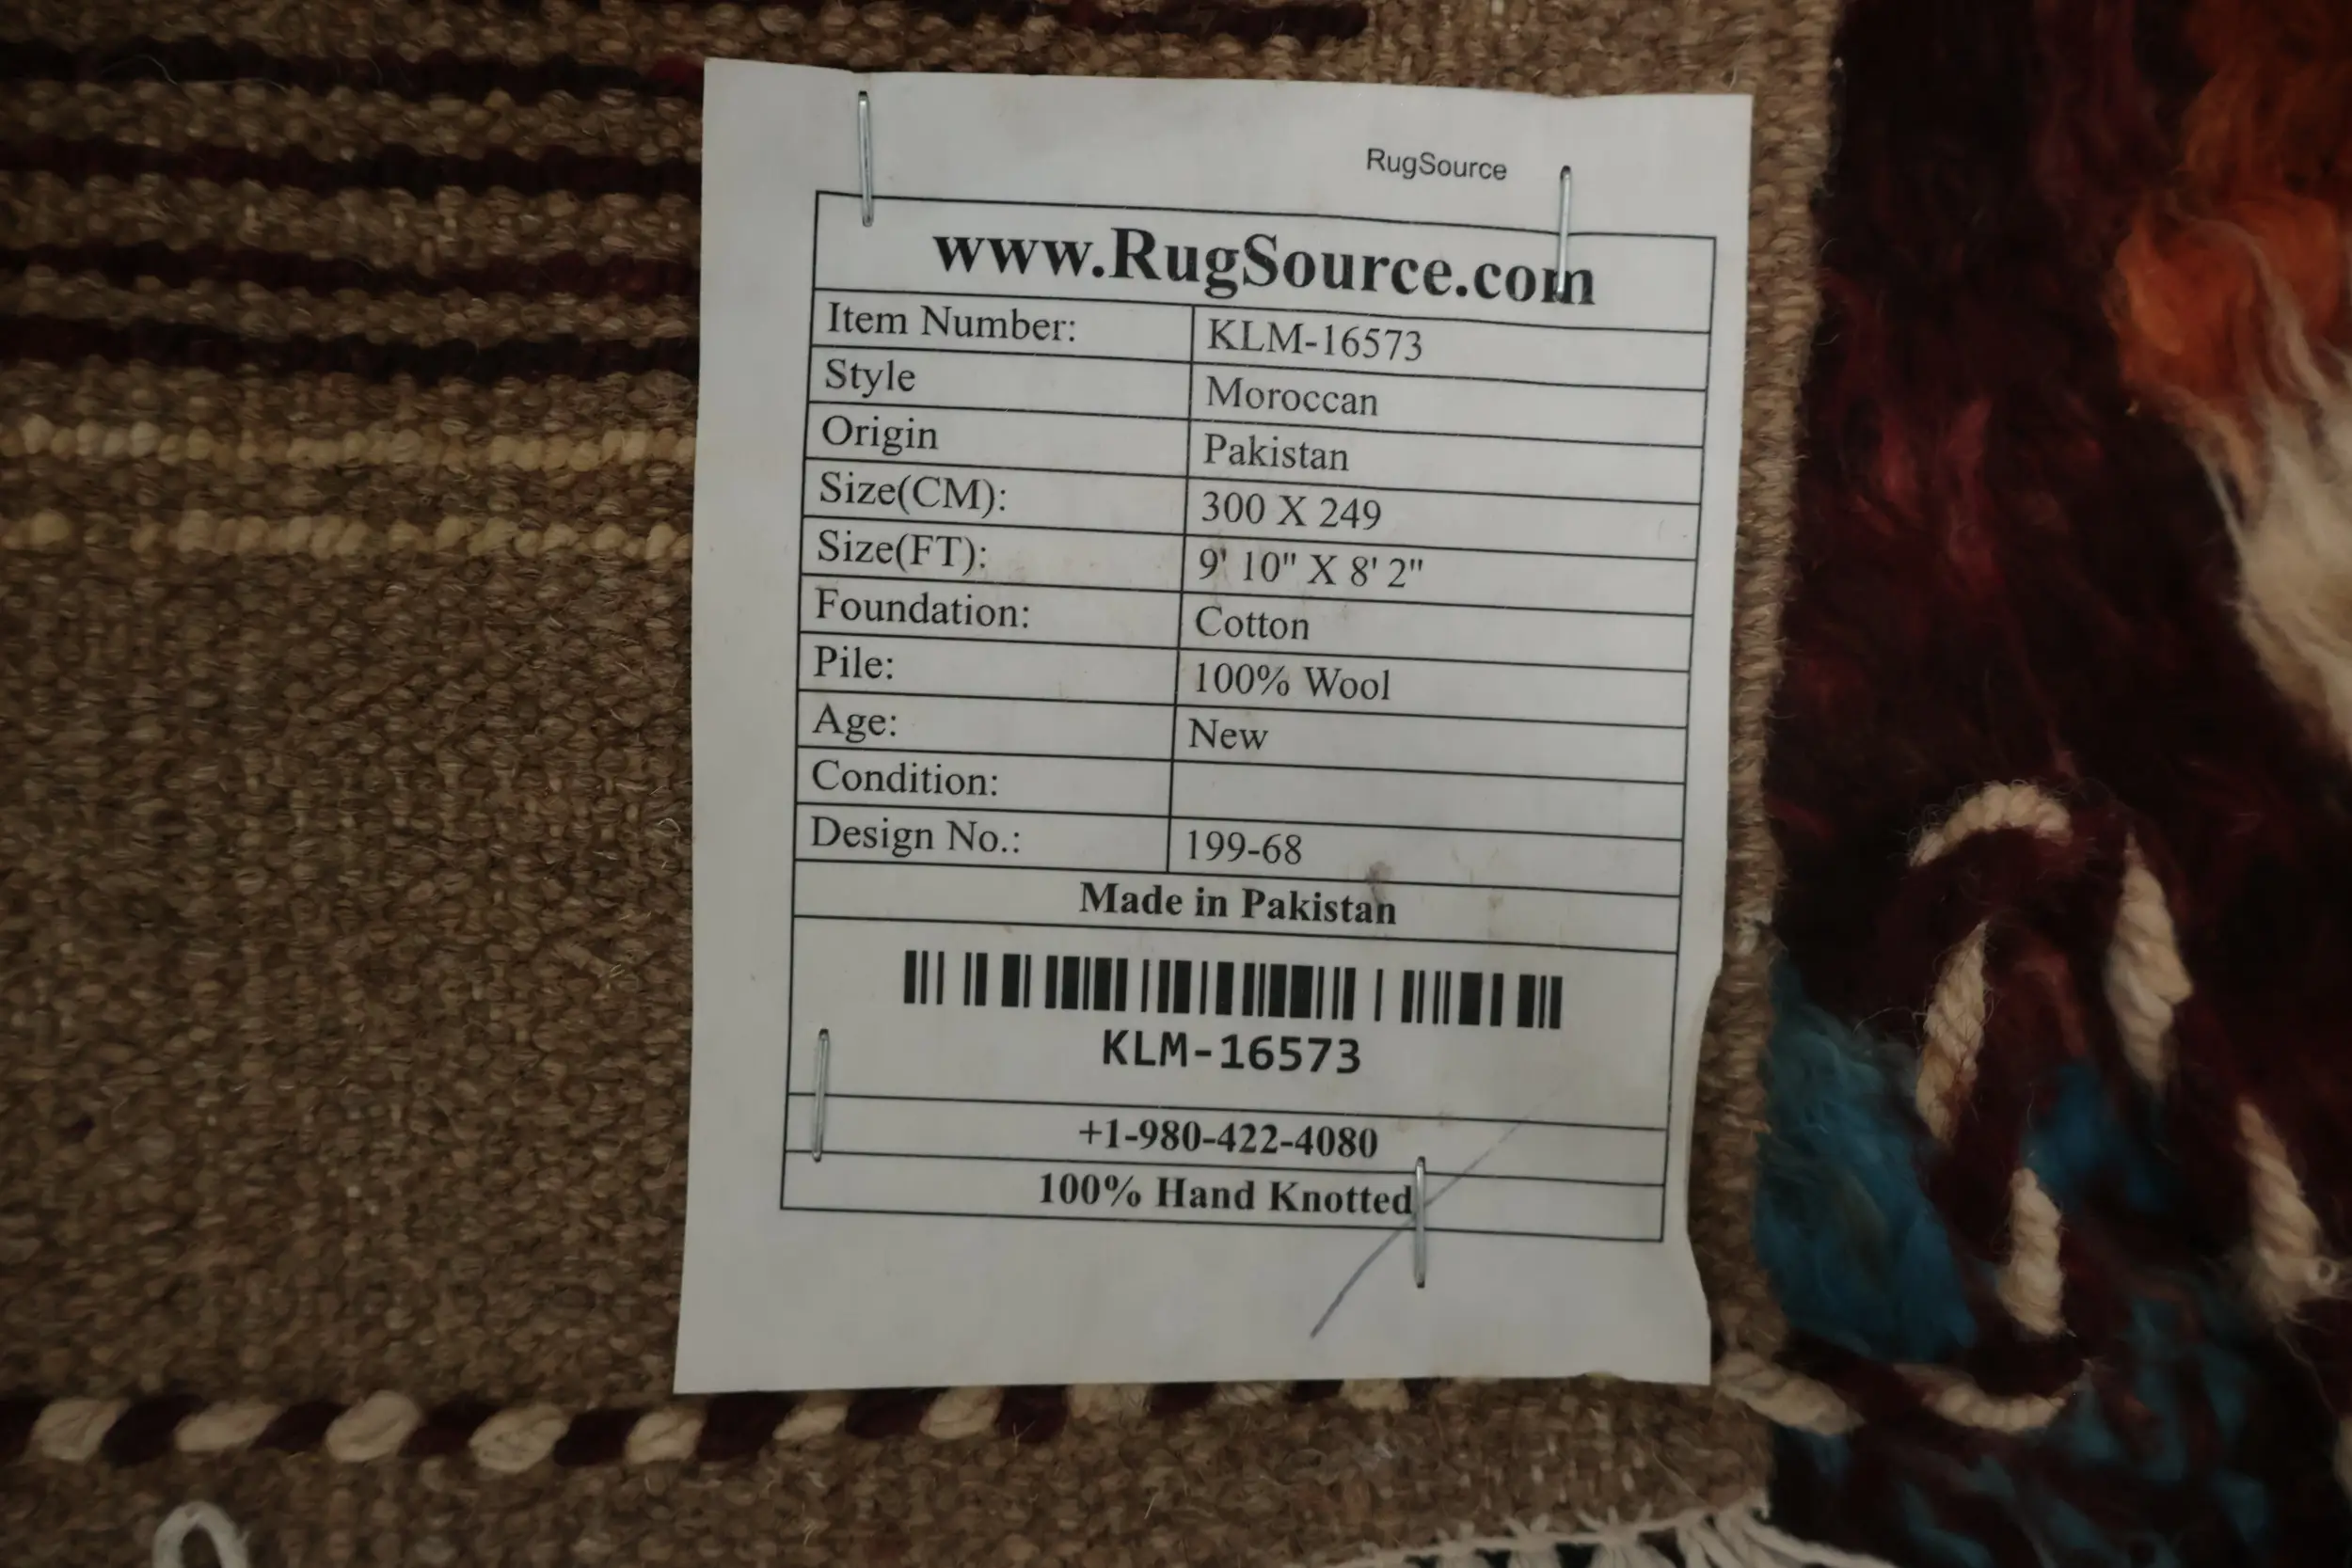 RugSource
www.RugSource.com
Item Number: KLM-16573
Style Moroccan
Origin Pakistan
Size(CM): 300 X 249
Size(FT): 9' 10" X 8' 2"
Foundation: Cotton
Pile: 100% Wool
Age: New
Condition:
Design No.: 199-68
Made in Pakistan
KLM-16573
+1-980-422-4080
100% Hand Knotted